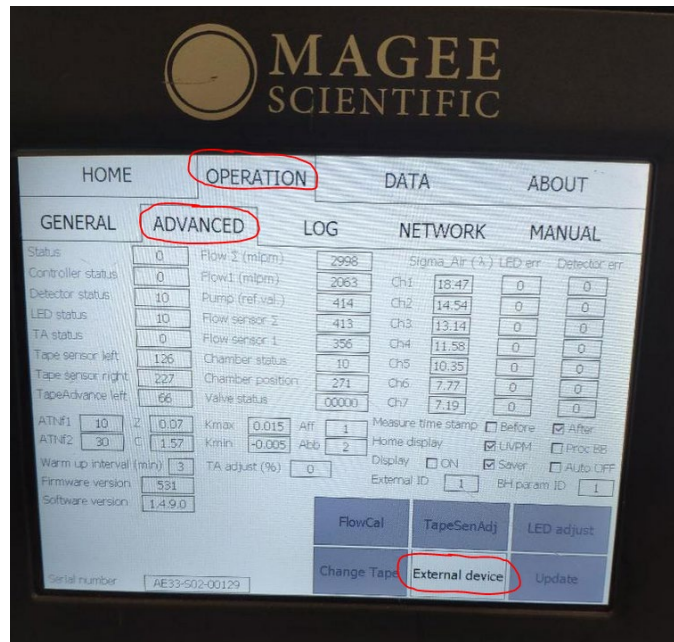 MAGEE
SCIENTIFIC
HOME OPERATION DATA ABOUT
GENERAL ADVANCED LOG NETWORK MANUAL
Status 0 Flow Σ (mlpm) 2998 Sigma_Air (λ) LED err Detector err
Controller status 0 Flow1 (mlpm) 2063 Ch1 18.47 0 0
Detector status 10 Pump (ref.val.) 414 Ch2 14.54 0 0
LED status 10 Flow sensor Σ 413 Ch3 13.14 0 0
TA status 0 Flow sensor 1 356 Ch4 11.58 0 0
Tape sensor left 126 Chamber status 10 Ch5 10.35 0 0
Tape sensor right 227 Chamber position 271 Ch6 7.77 0 0
TapeAdvance left 66 Valve status 00000 Ch7 7.19 0 0
ATNf1 10 Z 0.07 Kmax 0.015 Aff 1 Measure time stamp Before After
ATNf2 30 C 1.57 Kmin -0.005 Abb 2 Home display UVPM Proc BB
Warm up interval (min) 3 TA adjust (%) 0 Display ON Saver Auto OFF
Firmware version 531 External ID 1 BH param ID 1
Software version 1.4.9.0
FlowCal TapeSenAdj LED adjust
Change Tape External device Update
Serial number AE33-S02-00129